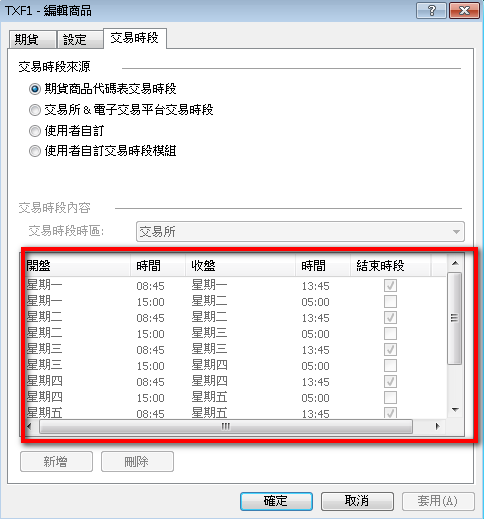 TXF1 - 編輯商品
期貨 設定 交易時段
交易時段來源
期貨商品代碼表交易時段
交易所 & 電子交易平台交易時段
使用者自訂
使用者自訂交易時段模組
交易時段內容
交易時段時區: 交易所
開盤 時間 收盤 時間 結束時段
星期一 08:45 星期一 13:45
星期一 15:00 星期二 05:00
星期二 08:45 星期二 13:45
星期二 15:00 星期三 05:00
星期三 08:45 星期三 13:45
星期三 15:00 星期四 05:00
星期四 08:45 星期四 13:45
星期四 15:00 星期五 05:00
星期五 08:45 星期五 13:45
新增 刪除
確定 取消 套用(A)